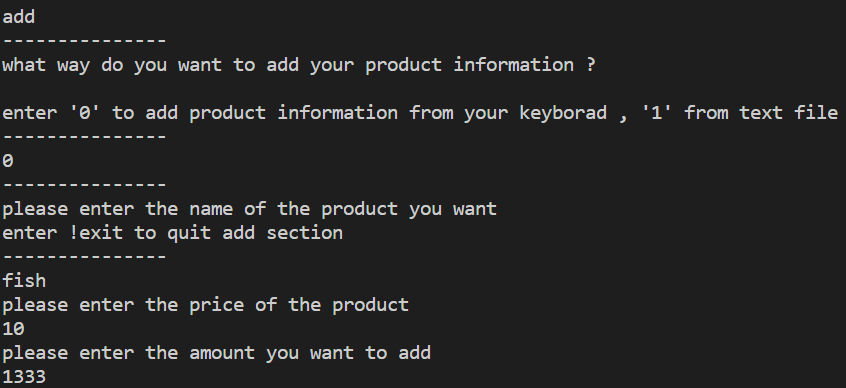 add
---------------
what way do you want to add your product information ?
enter '0' to add product information from your keyborad , '1' from text file
---------------
0
---------------
please enter the name of the product you want
enter !exit to quit add section
---------------
fish
please enter the price of the product
10
please enter the amount you want to add
1333